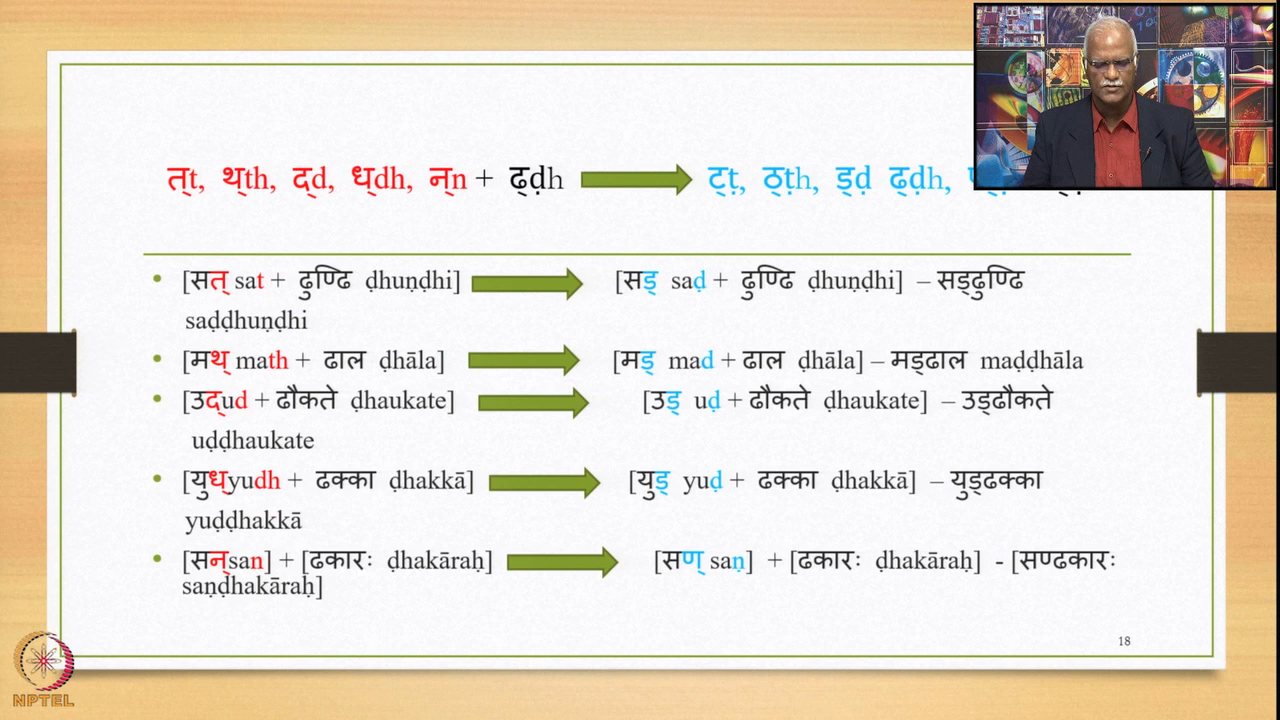 त्t, थ्th, द्d, ध्dh, न्n + ढ्ḍh ट्ṭ, ठ्ṭh, ड्ḍ ढ्ḍh,
• [सत् sat + ढुण्ढि ḍhuṇḍhi] [सड् saḍ + ढुण्ढि ḍhuṇḍhi] – सड्ढुण्ढि
saḍḍhuṇḍhi
• [मथ् math + ढाल ḍhāla] [मड् mad + ढाल ḍhāla] – मड्ढाल maḍḍhāla
• [उद्ud + ढौकते ḍhaukate] [उड् uḍ + ढौकते ḍhaukate] – उड्ढौकते
uḍḍhaukate
• [युध्yudh + ढक्का ḍhakkā] [युड् yuḍ + ढक्का ḍhakkā] – युड्ढक्का
yuḍḍhakkā
• [सन्san] + [ढकारः ḍhakāraḥ] [सण् saṇ] + [ढकारः ḍhakāraḥ] - [सण्ढकारः
saṇḍhakāraḥ]
18
NPTEL